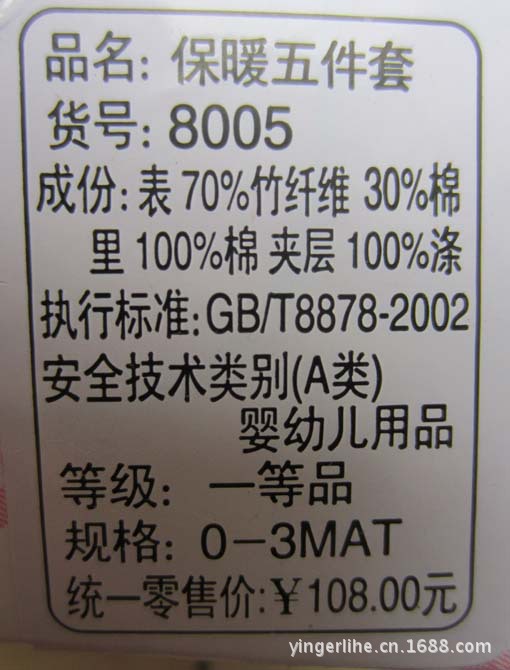 品名: 保暖五件套
货号: 8005
成份: 表 70%竹纤维 30%棉
里 100%棉 夹层 100%涤
执行标准: GB/T8878-2002
安全技术类别(A类)
婴幼儿用品
等级: 一等品
规格: 0-3MAT
统一零售价: ¥108.00元
yingerlihe.cn.1688.com